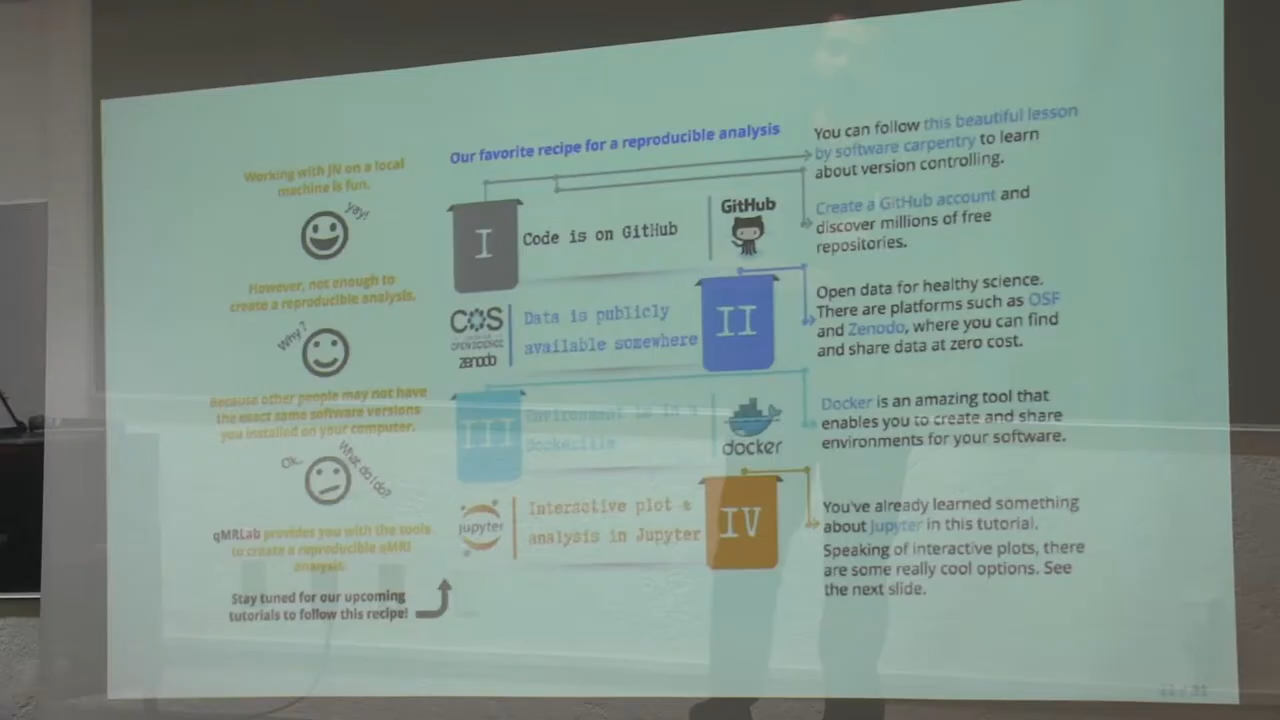 Working with JN on a local
machine is fun.
yay!
However, not enough to
create a reproducible analysis.
Why?
Because other people may not have
the exact same software versions
you installed on your computer.
Ok..
What do I do?
qMRLab provides you with the tools
to create a reproducible qMRI
analysis.
Stay tuned for our upcoming
tutorials to follow this recipe!
Our favorite recipe for a reproducible analysis
I
Code is on GitHub
GitHub
COS
OPEN SCIENCE
zenodo
Data is publicly
available somewhere
II
III
Environment is in a
Dockerfile
docker
jupyter
Interactive plot &
analysis in Jupyter
IV
You can follow this beautiful lesson
by software carpentry to learn
about version controlling.
Create a GitHub account and
discover millions of free
repositories.
Open data for healthy science.
There are platforms such as OSF
and Zenodo, where you can find
and share data at zero cost.
Docker is an amazing tool that
enables you to create and share
environments for your software.
You've already learned something
about Jupyter in this tutorial.
Speaking of interactive plots, there
are some really cool options. See
the next slide.